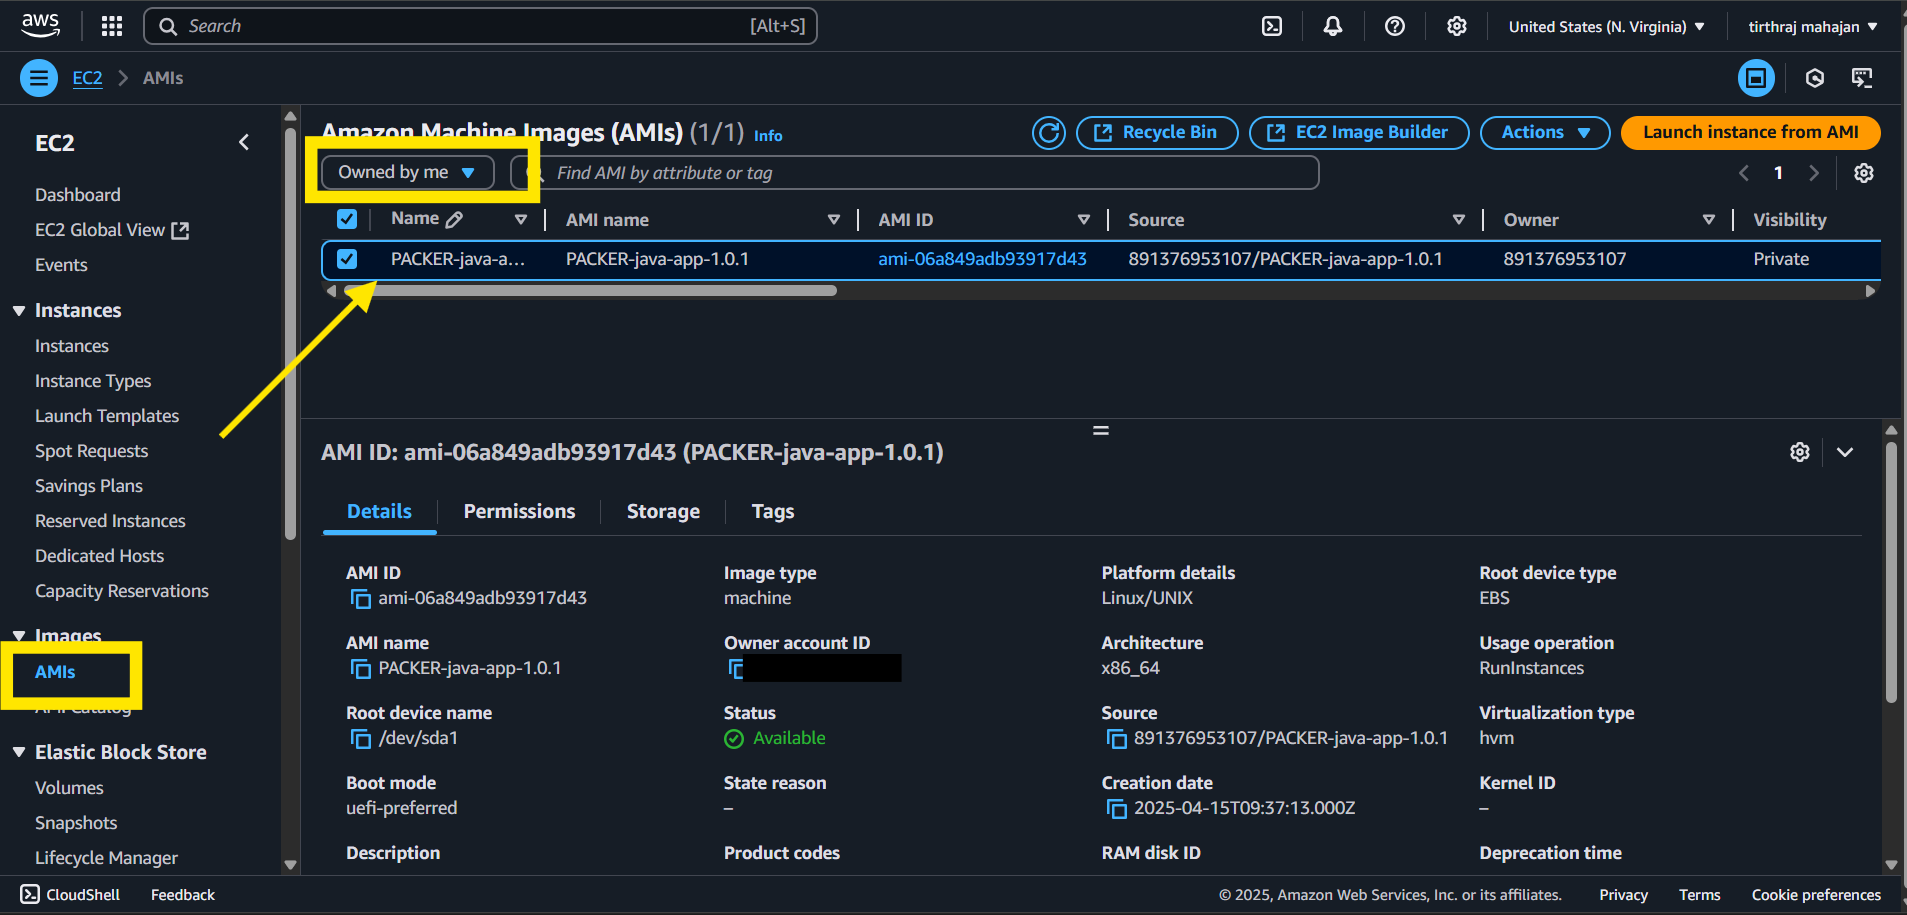 aws
Search [Alt+S]
United States (N. Virginia)
tirthraj mahajan
EC2
AMIs
EC2
Dashboard
EC2 Global View
Events
Instances
Instances
Instance Types
Launch Templates
Spot Requests
Savings Plans
Reserved Instances
Dedicated Hosts
Capacity Reservations
Images
AMIs
AMI Catalog
Elastic Block Store
Volumes
Snapshots
Lifecycle Manager
Amazon Machine Images (AMIs) (1/1) Info
Recycle Bin
EC2 Image Builder
Actions
Launch instance from AMI
Owned by me
Find AMI by attribute or tag
1
Name AMI name AMI ID Source Owner Visibility
PACKER-java-a... PACKER-java-app-1.0.1 ami-06a849adb93917d43 891376953107/PACKER-java-app-1.0.1 891376953107 Private
AMI ID: ami-06a849adb93917d43 (PACKER-java-app-1.0.1)
Details Permissions Storage Tags
AMI ID Image type Platform details Root device type
ami-06a849adb93917d43 machine Linux/UNIX EBS
AMI name Owner account ID Architecture Usage operation
PACKER-java-app-1.0.1 x86_64 RunInstances
Root device name Status Source Virtualization type
/dev/sda1 Available 891376953107/PACKER-java-app-1.0.1 hvm
Boot mode State reason Creation date Kernel ID
uefi-preferred – 2025-04-15T09:37:13.000Z –
Description Product codes RAM disk ID Deprecation time
CloudShell Feedback © 2025, Amazon Web Services, Inc. or its affiliates. Privacy Terms Cookie preferences